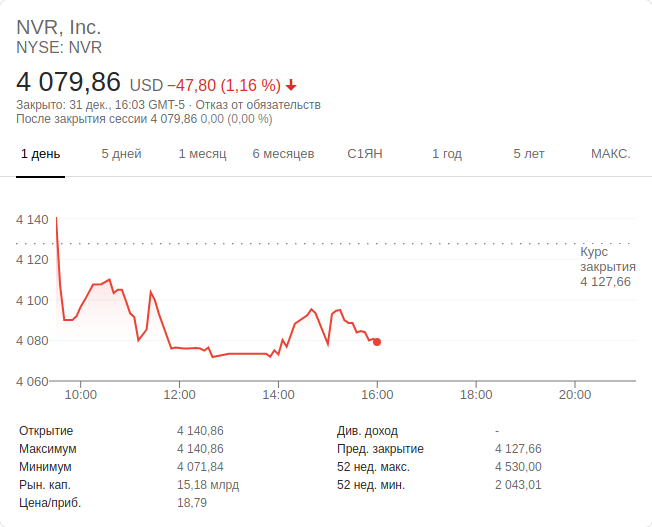 NVR, Inc.
NYSE: NVR
4 079,86 USD −47,80 (1,16 %)
Закрыто: 31 дек., 16:03 GMT-5 · Отказ от обязательств
После закрытия сессии 4 079,86 0,00 (0,00 %)
1 день 5 дней 1 месяц 6 месяцев С1ЯН 1 год 5 лет МАКС.
4 140
Курс
4 120
закрытия
4 127,66
4 100
4 080
4 060
10:00 12:00 14:00 16:00 18:00 20:00
Открытие 4 140,86 Див. доход -
Максимум 4 140,86 Пред. закрытие 4 127,66
Минимум 4 071,84 52 нед. макс. 4 530,00
Рын. кап. 15,18 млрд 52 нед. мин. 2 043,01
Цена/приб. 18,79